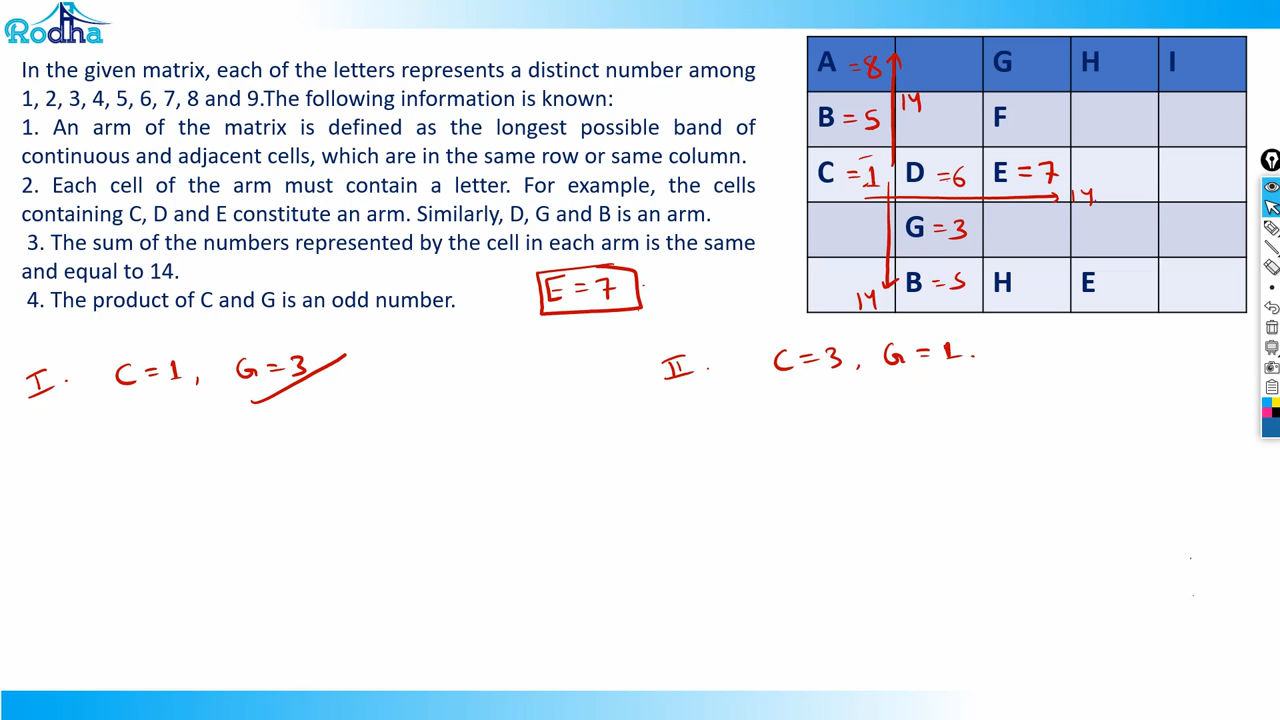 Rodha
In the given matrix, each of the letters represents a distinct number among
1, 2, 3, 4, 5, 6, 7, 8 and 9.The following information is known:
1. An arm of the matrix is defined as the longest possible band of
continuous and adjacent cells, which are in the same row or same column.
2. Each cell of the arm must contain a letter. For example, the cells
containing C, D and E constitute an arm. Similarly, D, G and B is an arm.
3. The sum of the numbers represented by the cell in each arm is the same
and equal to 14.
4. The product of C and G is an odd number.
E = 7
A = 8 G H I
14
B = 5 F
C = 1 D = 6 E = 7
14
G = 3
B = 5 H E
14
I. C = 1, G = 3
II. C = 3, G = 1.